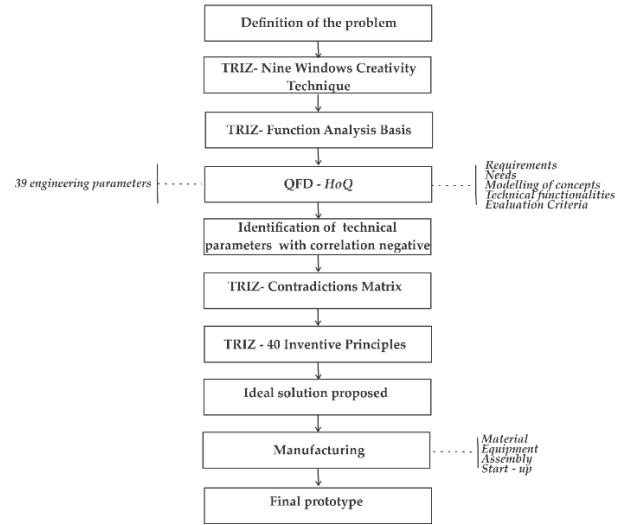 Definition of the problem
TRIZ- Nine Windows Creativity
Technique
TRIZ- Function Analysis Basis
39 engineering parameters
QFD - HoQ
Requirements
Needs
Modelling of concepts
Technical functionalities
Evaluation Criteria
Identification of technical
parameters with correlation negative
TRIZ- Contradictions Matrix
TRIZ - 40 Inventive Principles
Ideal solution proposed
Manufacturing
Material
Equipment
Assembly
Start - up
Final prototype